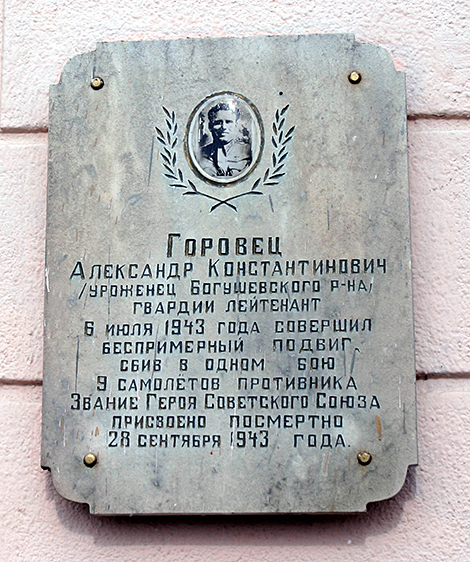 Горовец
Александр Константинович
/уроженец Богушевского р-на/
гвардии лейтенант
6 июля 1943 года совершил
беспримерный подвиг.
сбив в одном бою
9 самолётов противника
Звание Героя Советского Союза
присвоено посмертно
28 сентября 1943 года.